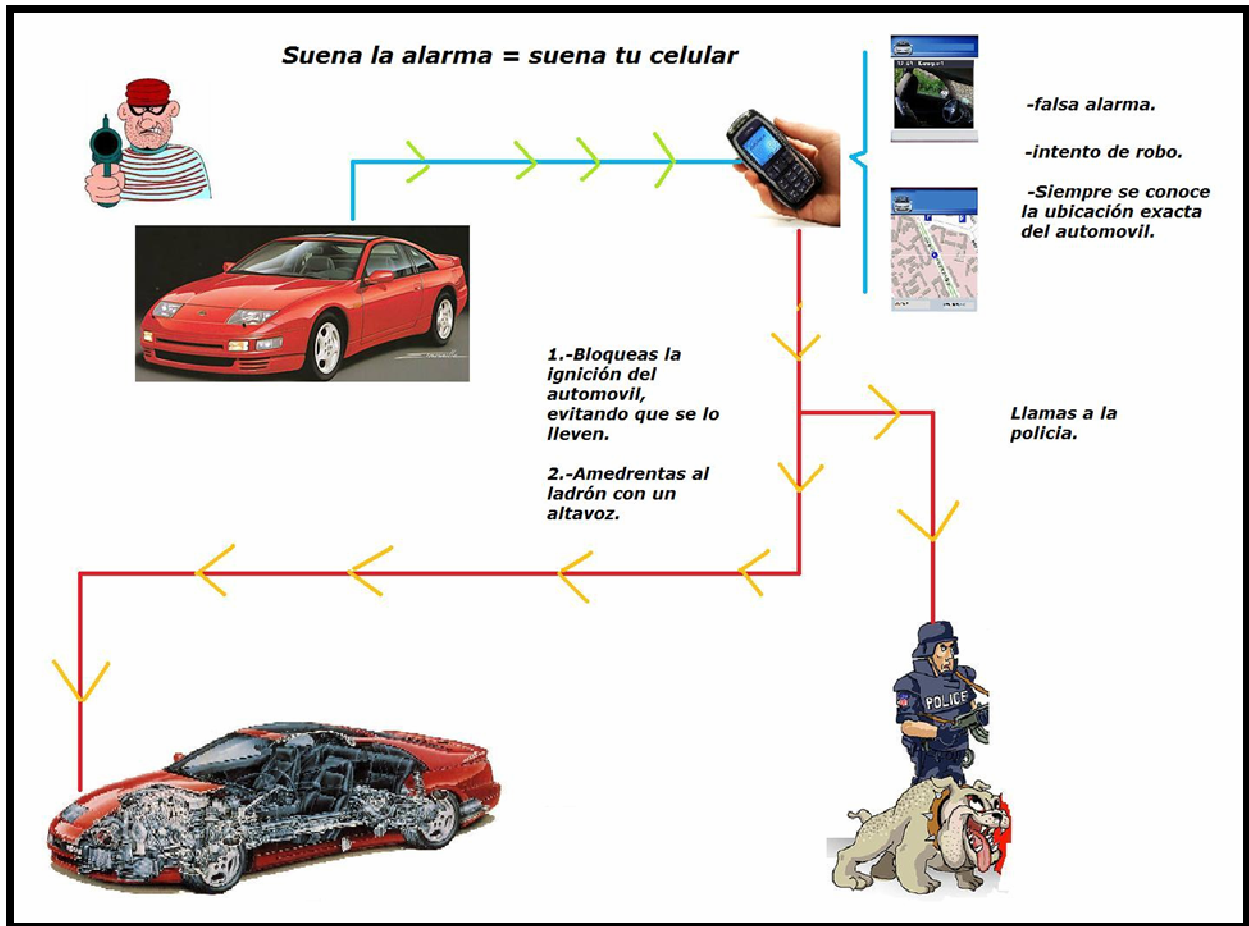 Suena la alarma = suena tu celular
-falsa alarma.
-intento de robo.
-Siempre se conoce
la ubicación exacta
del automovil.
1.-Bloqueas la
ignición del
automovil,
evitando que se lo
lleven.
2.-Amedrentas al
ladrón con un
altavoz.
Llamas a la
policia.
POLICE